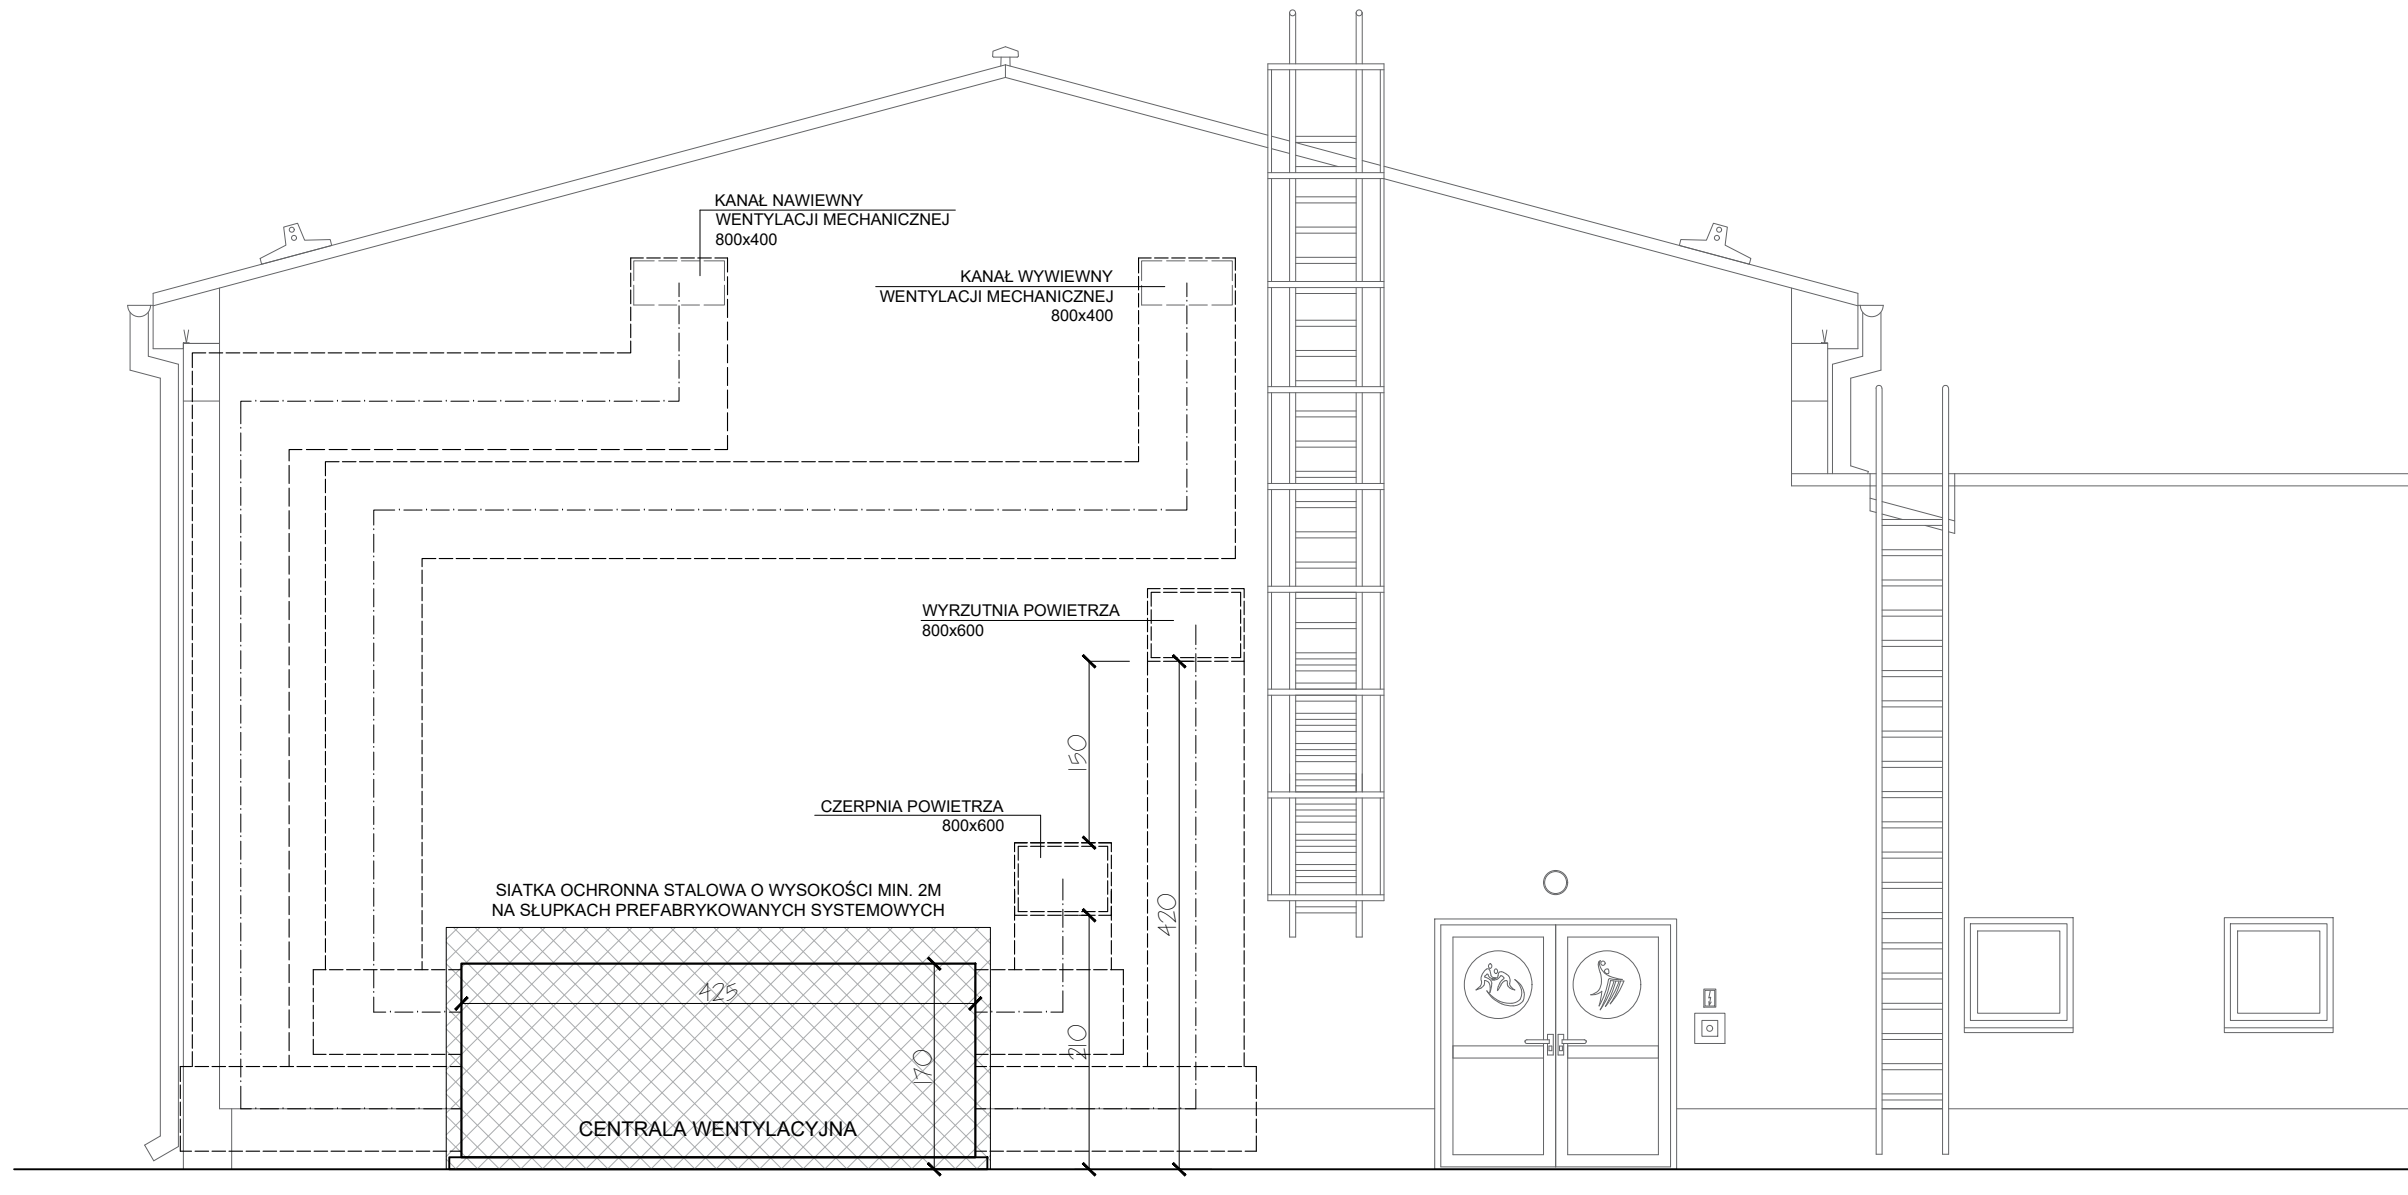 KANAŁ NAWIEWNY
WENTYLACJI MECHANICZNEJ
800x400
KANAŁ WYWIEWNY
WENTYLACJI MECHANICZNEJ
800x400
WYRZUTNIA POWIETRZA
800x600
150
CZERPNIA POWIETRZA
800x600
SIATKA OCHRONNA STALOWA O WYSOKOŚCI MIN. 2M
NA SŁUPKACH PREFABRYKOWANYCH SYSTEMOWYCH
420
425
210
170
CENTRALA WENTYLACYJNA